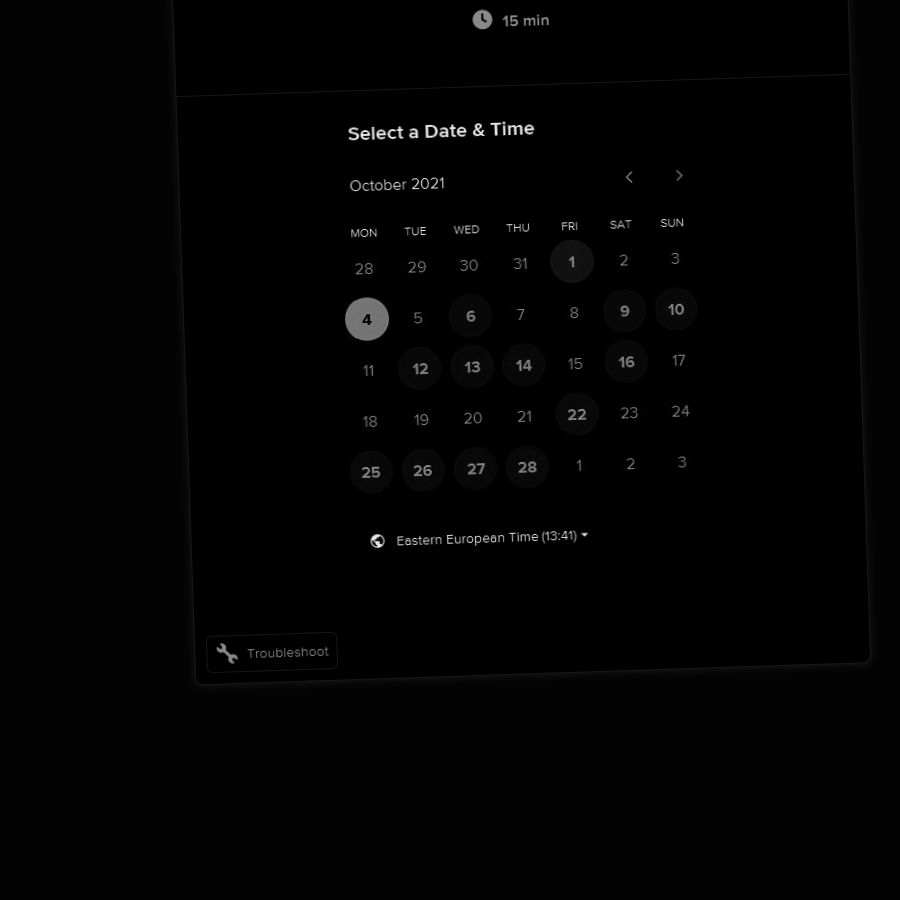 15 min
Select a Date & Time
October 2021
MON TUE WED THU FRI SAT SUN
28 29 30 31 1 2 3
4 5 6 7 8 9 10
11 12 13 14 15 16 17
18 19 20 21 22 23 24
25 26 27 28 1 2 3
Eastern European Time (13:41)
Troubleshoot